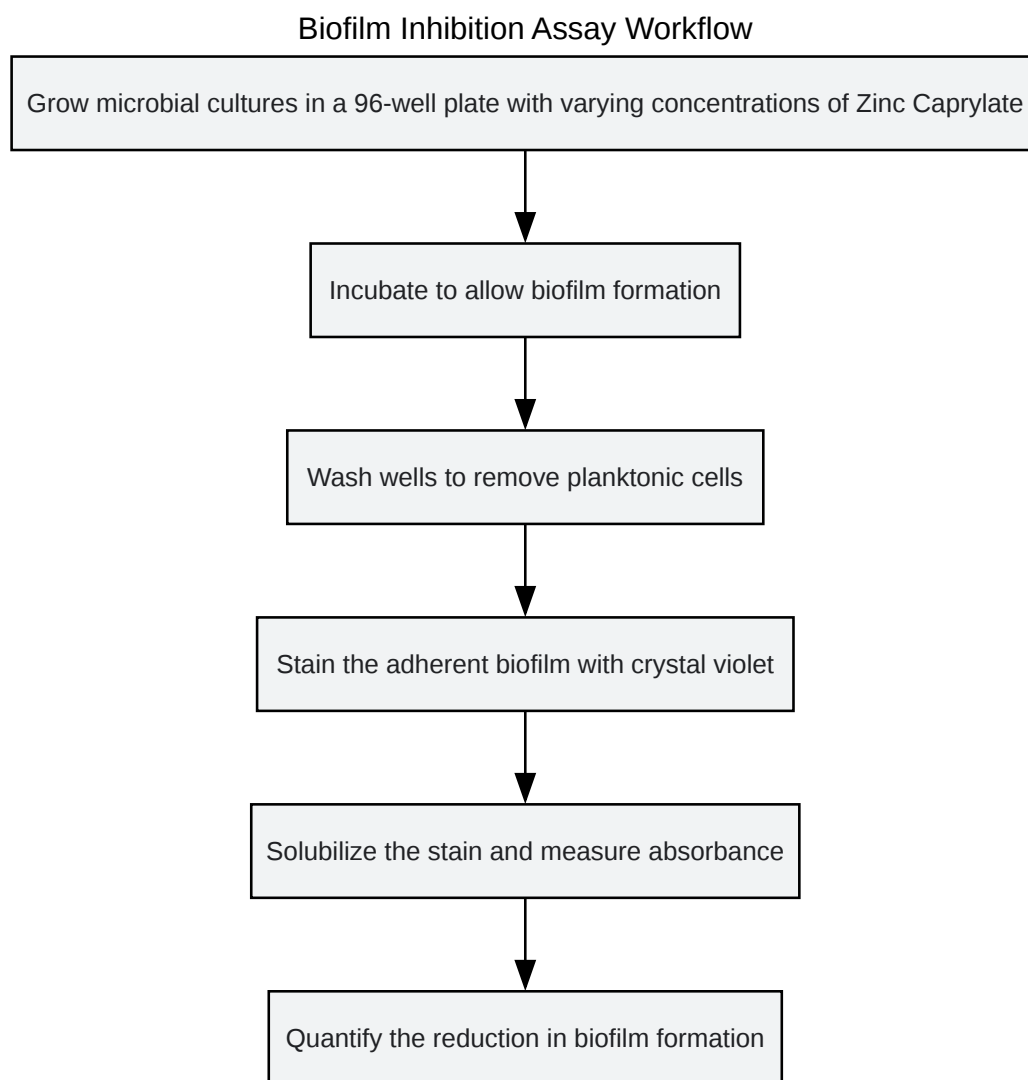 Biofilm Inhibition Assay Workflow
Grow microbial cultures in a 96-well plate with varying concentrations of Zinc Caprylate
Incubate to allow biofilm formation
Wash wells to remove planktonic cells
Stain the adherent biofilm with crystal violet
Solubilize the stain and measure absorbance
Quantify the reduction in biofilm formation